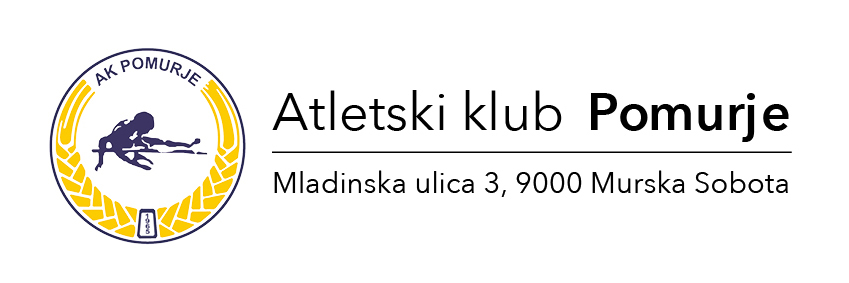 AK POMURJE
1965
Atletski klub Pomurje
Mladinska ulica 3, 9000 Murska Sobota